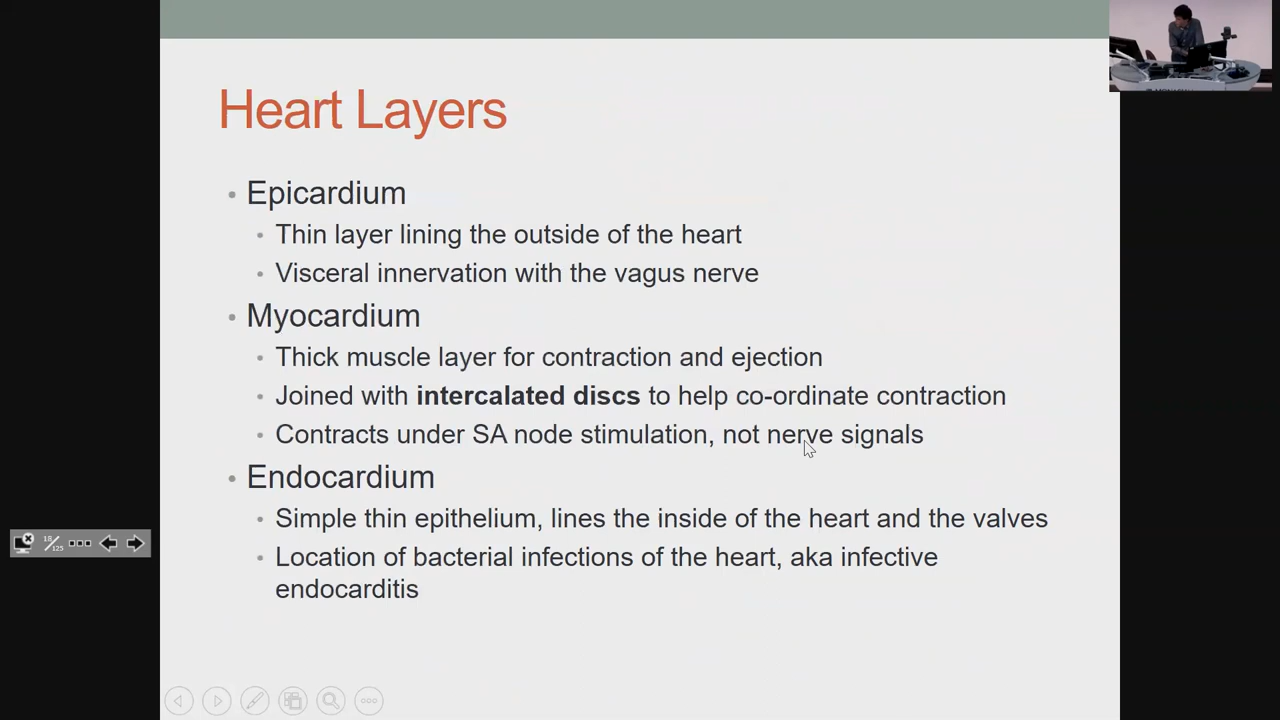 Heart Layers
• Epicardium
• Thin layer lining the outside of the heart
• Visceral innervation with the vagus nerve
• Myocardium
• Thick muscle layer for contraction and ejection
• Joined with intercalated discs to help co-ordinate contraction
• Contracts under SA node stimulation, not nerve signals
• Endocardium
• Simple thin epithelium, lines the inside of the heart and the valves
• Location of bacterial infections of the heart, aka infective
endocarditis
18/125